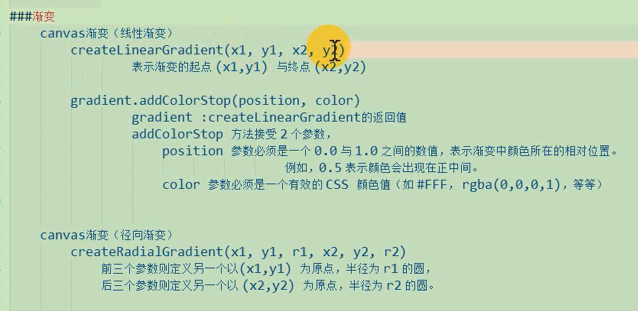 ###渐变
canvas渐变（线性渐变）
createLinearGradient(x1, y1, x2, y2)
表示渐变的起点 (x1,y1) 与终点 (x2,y2)
gradient.addColorStop(position, color)
gradient :createLinearGradient的返回值
addColorStop 方法接受 2 个参数，
position 参数必须是一个 0.0 与 1.0 之间的数值，表示渐变中颜色所在的相对位置。
例如，0.5 表示颜色会出现在正中间。
color 参数必须是一个有效的 CSS 颜色值（如 #FFF， rgba(0,0,0,1)，等等）
canvas渐变（径向渐变）
createRadialGradient(x1, y1, r1, x2, y2, r2)
前三个参数则定义另一个以(x1,y1) 为原点，半径为 r1 的圆，
后三个参数则定义另一个以 (x2,y2) 为原点，半径为 r2 的圆。